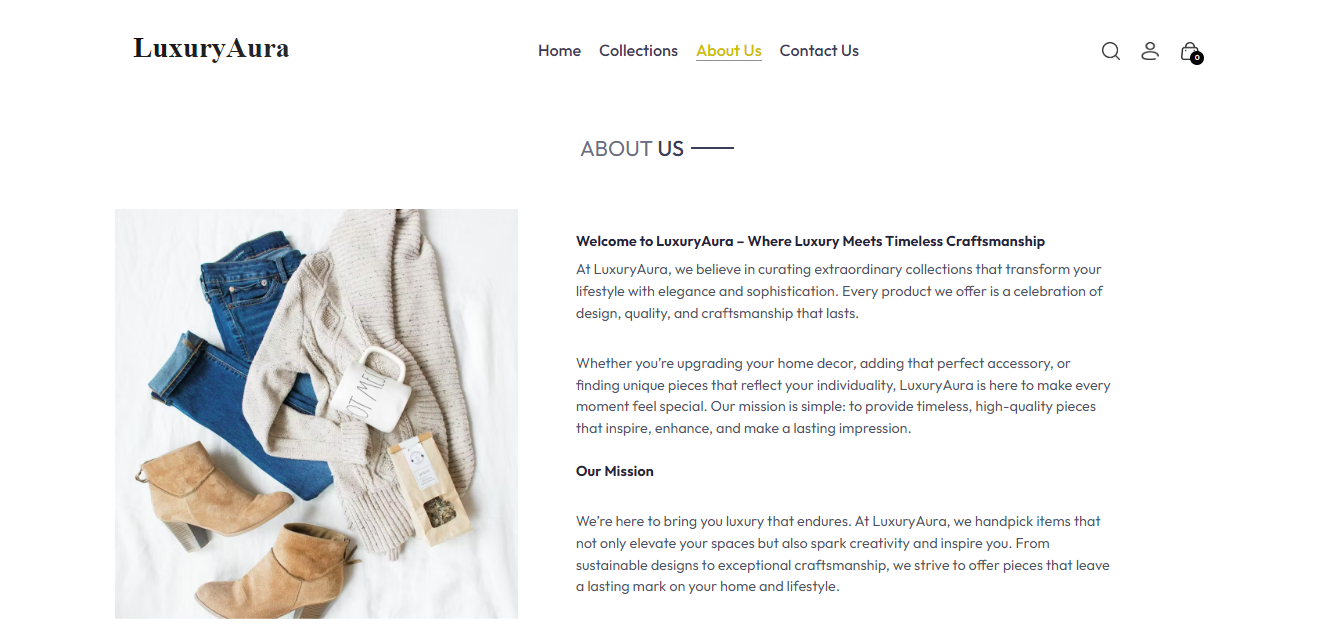 LuxuryAura
Home Collections About Us Contact Us
0
ABOUT US
Welcome to LuxuryAura – Where Luxury Meets Timeless Craftsmanship
At LuxuryAura, we believe in curating extraordinary collections that transform your
lifestyle with elegance and sophistication. Every product we offer is a celebration of
design, quality, and craftsmanship that lasts.
Whether you’re upgrading your home decor, adding that perfect accessory, or
finding unique pieces that reflect your individuality, LuxuryAura is here to make every
moment feel special. Our mission is simple: to provide timeless, high-quality pieces
that inspire, enhance, and make a lasting impression.
Our Mission
We’re here to bring you luxury that endures. At LuxuryAura, we handpick items that
not only elevate your spaces but also spark creativity and inspire you. From
sustainable designs to exceptional craftsmanship, we strive to offer pieces that leave
a lasting mark on your home and lifestyle.